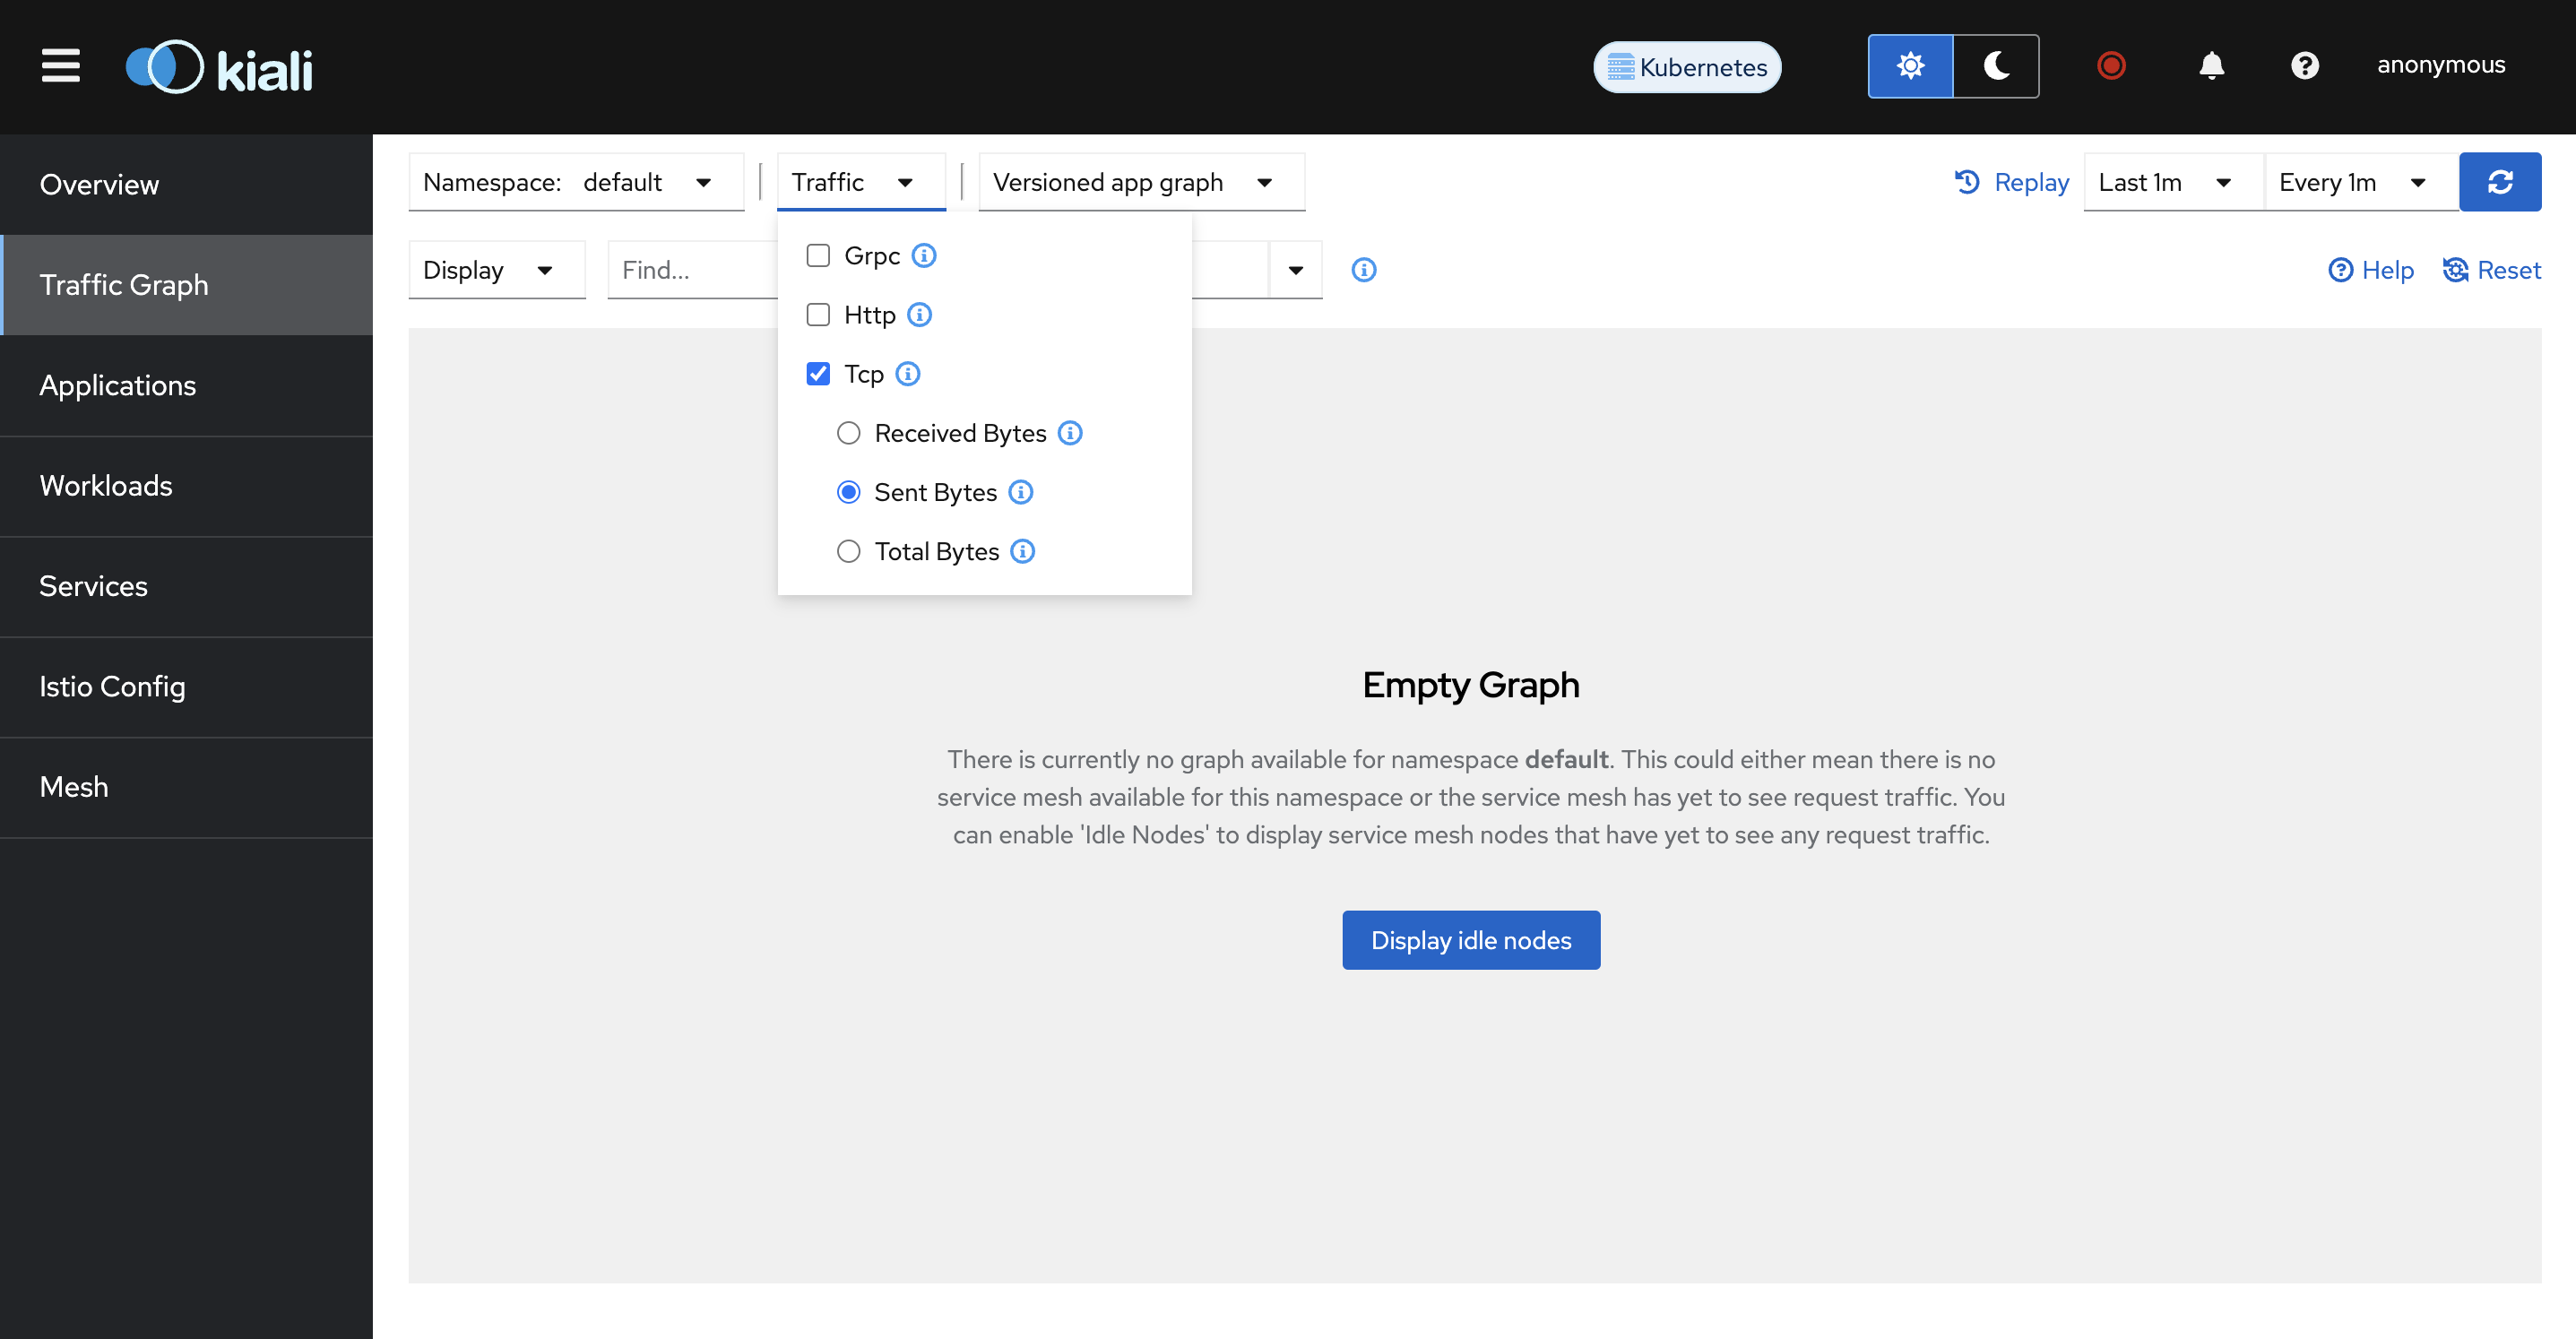 kiali
Kubernetes
anonymous
Overview
Traffic Graph
Applications
Workloads
Services
Istio Config
Mesh
Namespace: default
Traffic
Versioned app graph
Replay
Last 1m
Every 1m
Display
Find...
Help
Reset
Grpc
Http
Tcp
Received Bytes
Sent Bytes
Total Bytes
Empty Graph
There is currently no graph available for namespace default. This could either mean there is no
service mesh available for this namespace or the service mesh has yet to see request traffic. You
can enable 'Idle Nodes' to display service mesh nodes that have yet to see any request traffic.
Display idle nodes